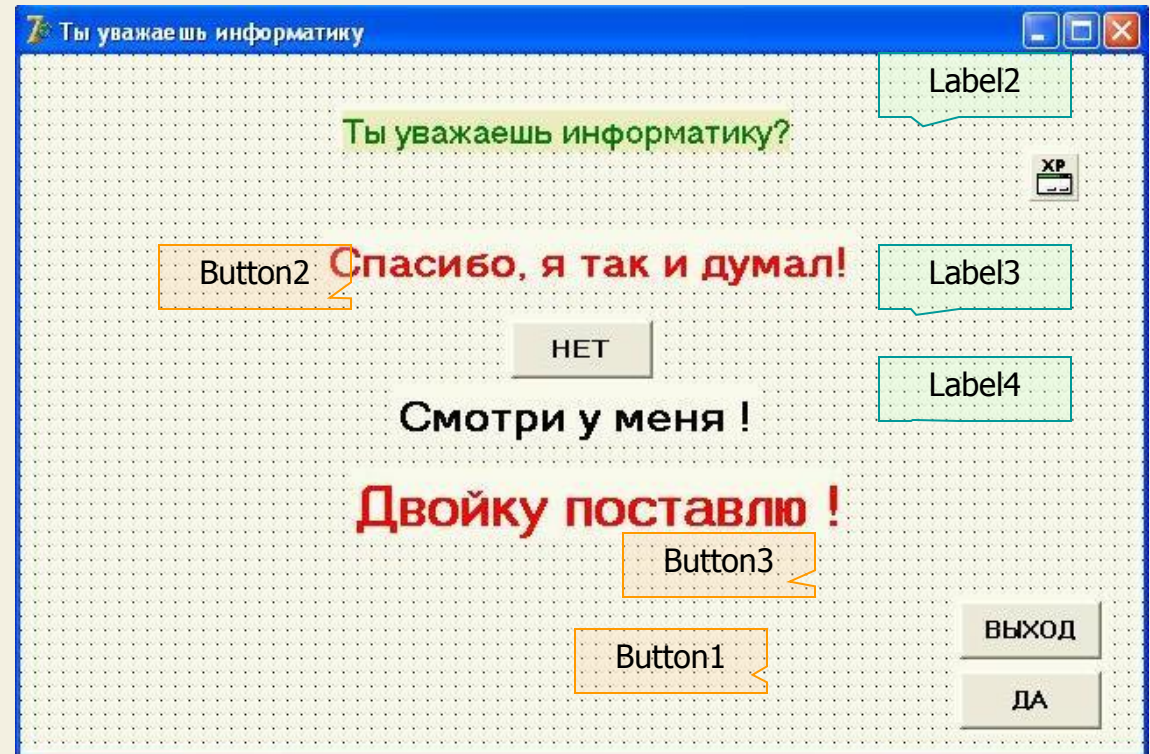 Ты уважаешь информатику
Label2
Ты уважаешь информатику?
XP
Button2
Спасибо, я так и думал!
Label3
НЕТ
Label4
Смотри у меня !
Двойку поставлю !
Button3
ВЫХОД
Button1
ДА